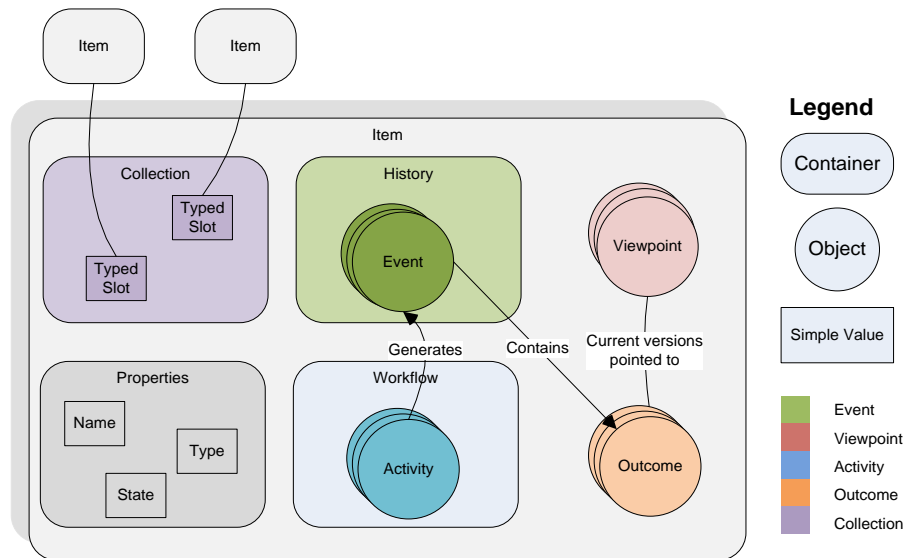 Item
Item
Item
Collection
Typed
Slot
Typed
Slot
History
Event
Viewpoint
Generates
Contains
Current versions
pointed to
Properties
Name
Type
State
Workflow
Activity
Outcome
Legend
Container
Object
Simple Value
Event
Viewpoint
Activity
Outcome
Collection